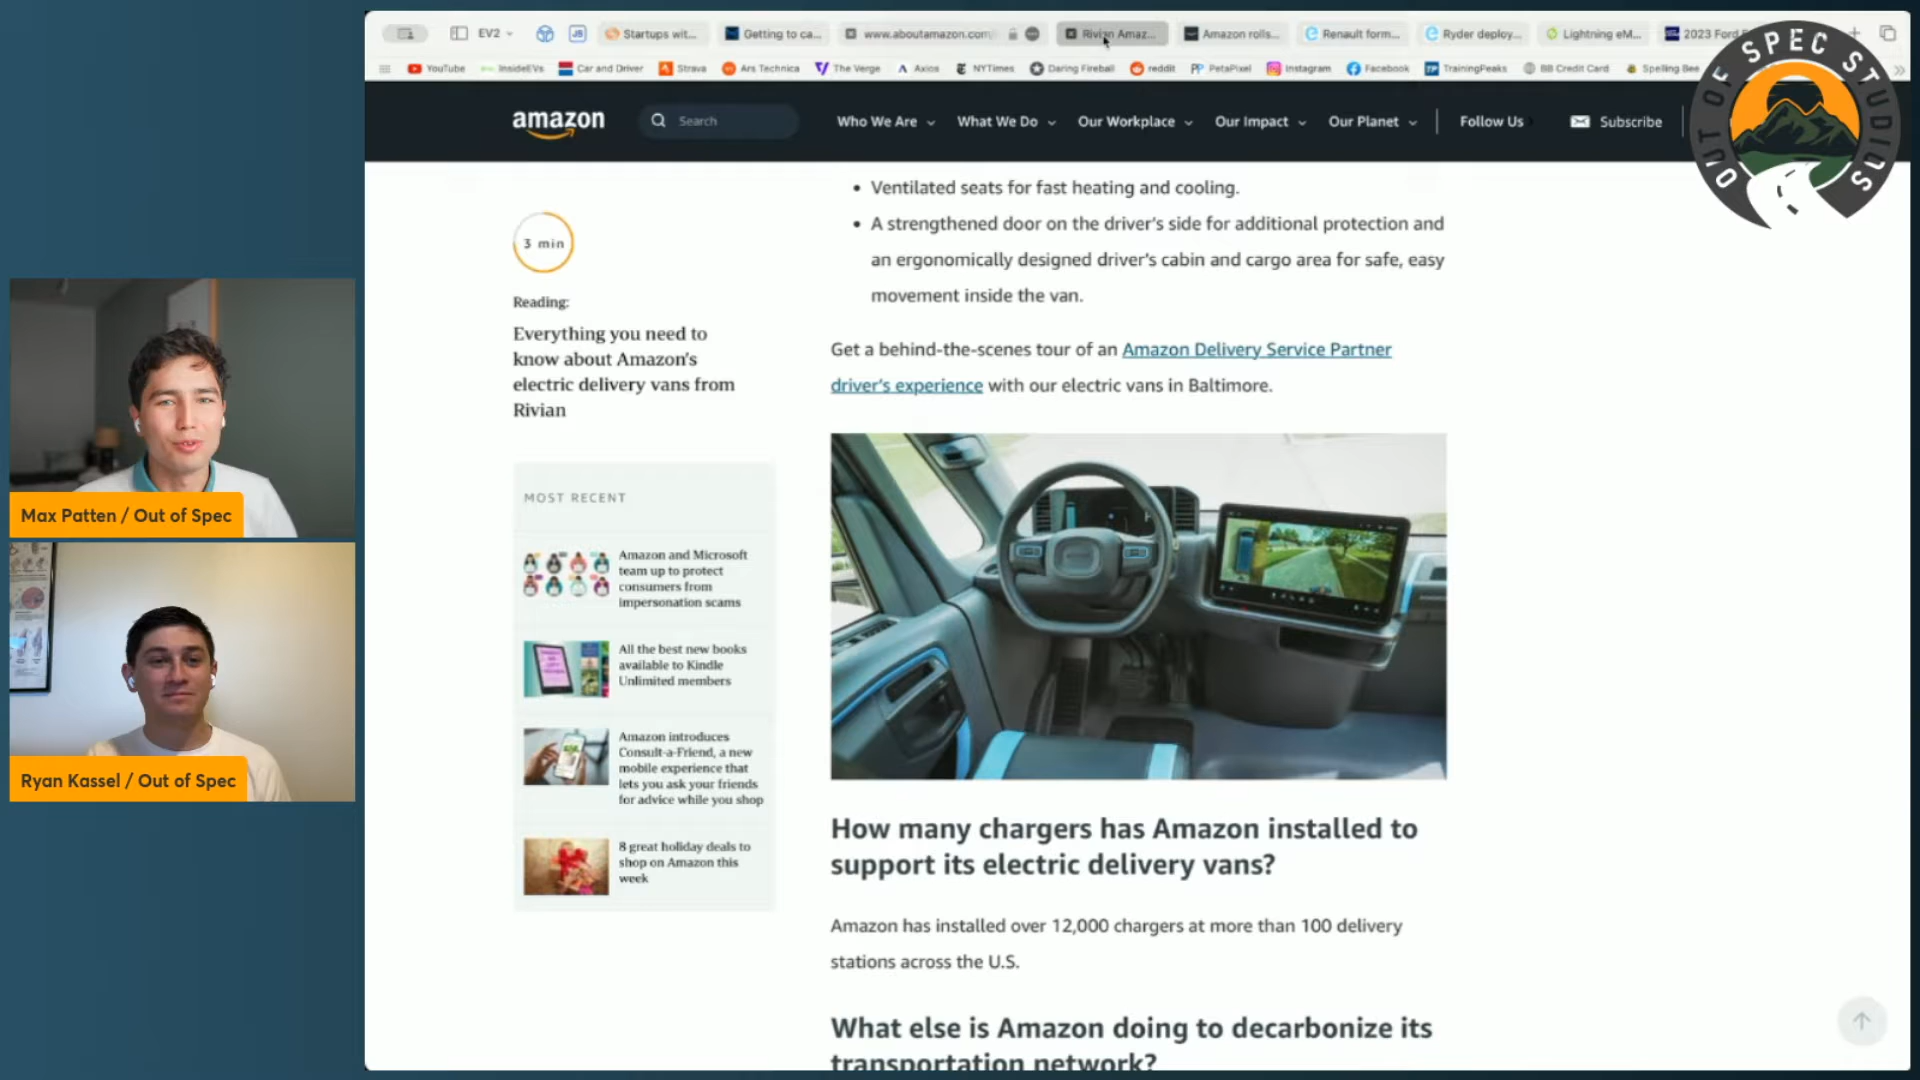 EV2
Startups wit...
Getting to ca...
www.aboutamazon.com/
Rivian Amaz...
Amazon rolls...
Renault form...
Ryder deploy...
Lightning eM...
2023 Ford
YouTube
InsideEVs
Car and Driver
Strava
Ars Technica
The Verge
Axios
NYTimes
Daring Fireball
reddit
PetaPixel
Instagram
Facebook
TrainingPeaks
BB Credit Card
Spelling Bee
OUT OF SPEC STUDIOS
amazon
Search
Who We Are
What We Do
Our Workplace
Our Impact
Our Planet
Follow Us
Subscribe
3 min
Reading:
Everything you need to
know about Amazon's
electric delivery vans from
Rivian
MOST RECENT
Amazon and Microsoft
team up to protect
consumers from
impersonation scams
All the best new books
available to Kindle
Unlimited members
Amazon introduces
Consult-a-Friend, a new
mobile experience that
lets you ask your friends
for advice while you shop
8 great holiday deals to
shop on Amazon this
week
• Ventilated seats for fast heating and cooling.
• A strengthened door on the driver's side for additional protection and
an ergonomically designed driver's cabin and cargo area for safe, easy
movement inside the van.
Get a behind-the-scenes tour of an Amazon Delivery Service Partner
driver's experience with our electric vans in Baltimore.
How many chargers has Amazon installed to
support its electric delivery vans?
Amazon has installed over 12,000 chargers at more than 100 delivery
stations across the U.S.
What else is Amazon doing to decarbonize its
transportation network?
Max Patten / Out of Spec
Ryan Kassel / Out of Spec